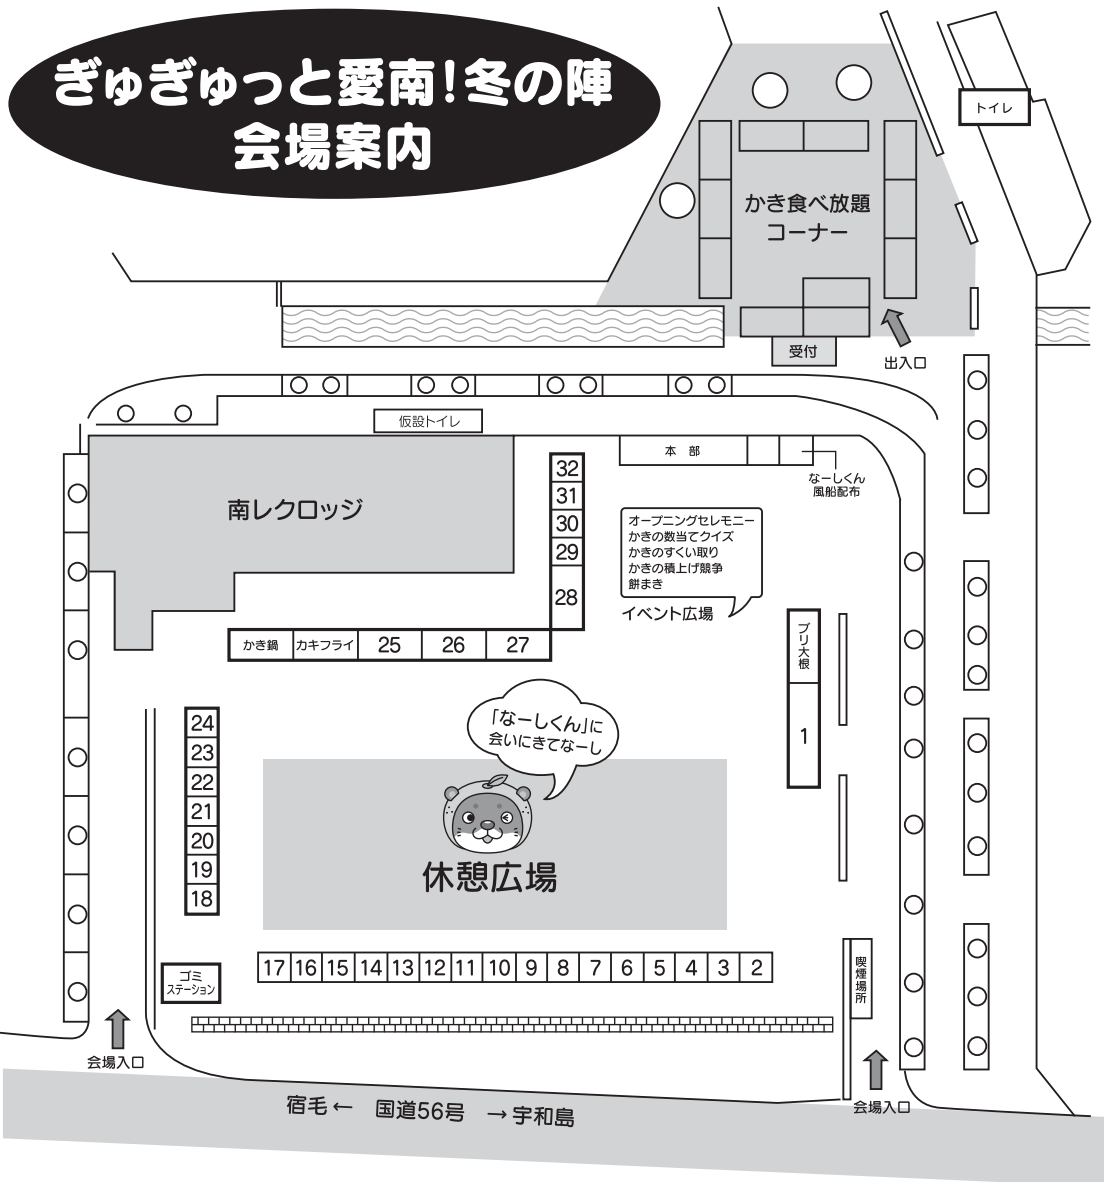 ぎゅぎゅっと愛南!冬の陣
会場案内
トイレ
かき食べ放題
コーナー
受付
出入口
仮設トイレ
本 部
なーしくん
風船配布
南レクロッジ
32
31
30
29
28
オープニングセレモニー
かきの数当てクイズ
かきのすくい取り
かきの積上げ競争
餅まき
イベント広場
かき鍋
カキフライ
25
26
27
ブリ大根
1
「なーしくん」に
会いにきてなーし
24
23
22
21
20
19
18
休憩広場
17
16
15
14
13
12
11
10
9
8
7
6
5
4
3
2
ゴミ
ステーション
喫煙場所
会場入口
会場入口
宿毛← 国道56号 →宇和島